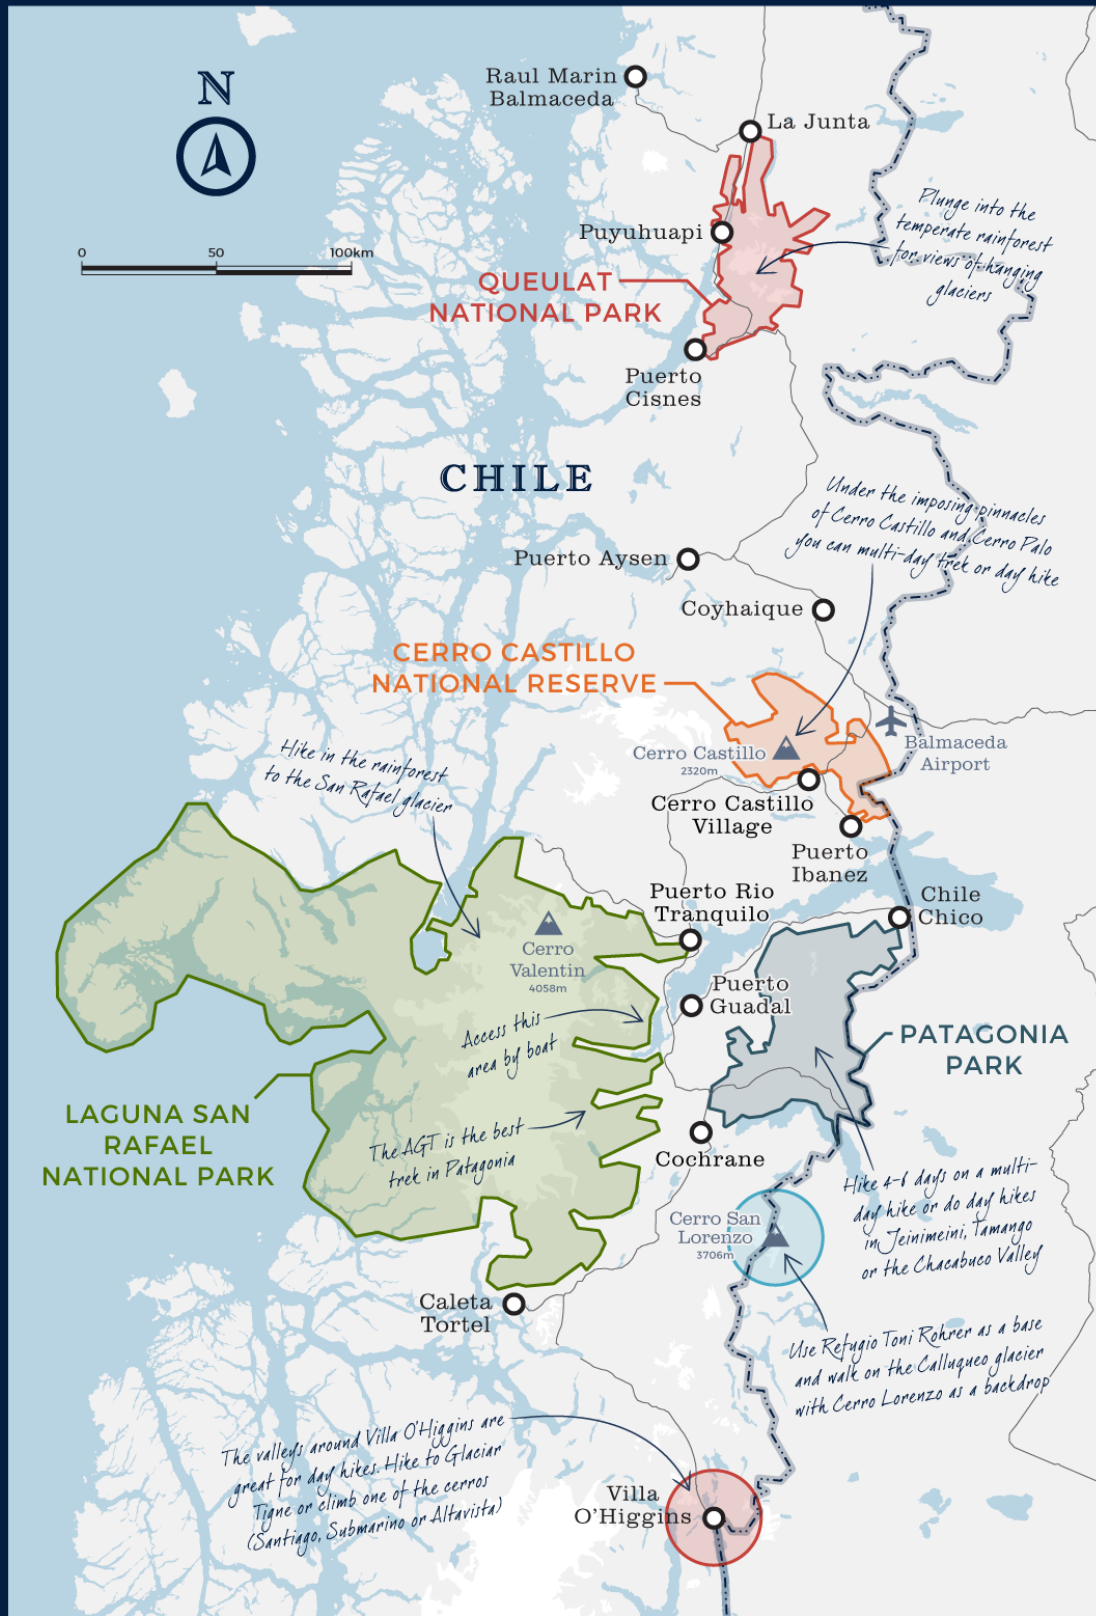 Raul Marin
Balmaceda
N
La Junta
0
50
100km
Plunge into the
temperate rainforest
for views of hanging
glaciers
Puyuhuapi
QUEULAT
NATIONAL PARK
Puerto
Cisnes
CHILE
Under the imposing pinnacles
of Cerro Castillo and Cerro Palo
you can multi-day trek or day hike
Puerto Aysen
Coyhaique
CERRO CASTILLO
NATIONAL RESERVE
Cerro Castillo
2320m
Balmaceda
Airport
Hike in the rainforest
to the San Rafael glacier
Cerro Castillo
Village
Puerto
Ibanez
Puerto Rio
Tranquilo
Chile
Chico
Cerro
Valentin
4058m
Puerto
Guadal
Access this
area by boat
PATAGONIA
PARK
LAGUNA SAN
RAFAEL
NATIONAL PARK
The AGT is the best
trek in Patagonia
Cochrane
Hike 4-6 days on a multi-
day hike or do day hikes
in Jeinimeini, Tamango
or the Chacabuco Valley
Cerro San
Lorenzo
3706m
Caleta
Tortel
Use Refugio Toni Rohrer as a base
and walk on the Calluqueo glacier
with Cerro Lorenzo as a backdrop
The valleys around Villa O'Higgins are
great for day hikes. Hike to Glaciar
Tigne or climb one of the cerros
(Santiago, Submarino or Altavista)
Villa
O'Higgins